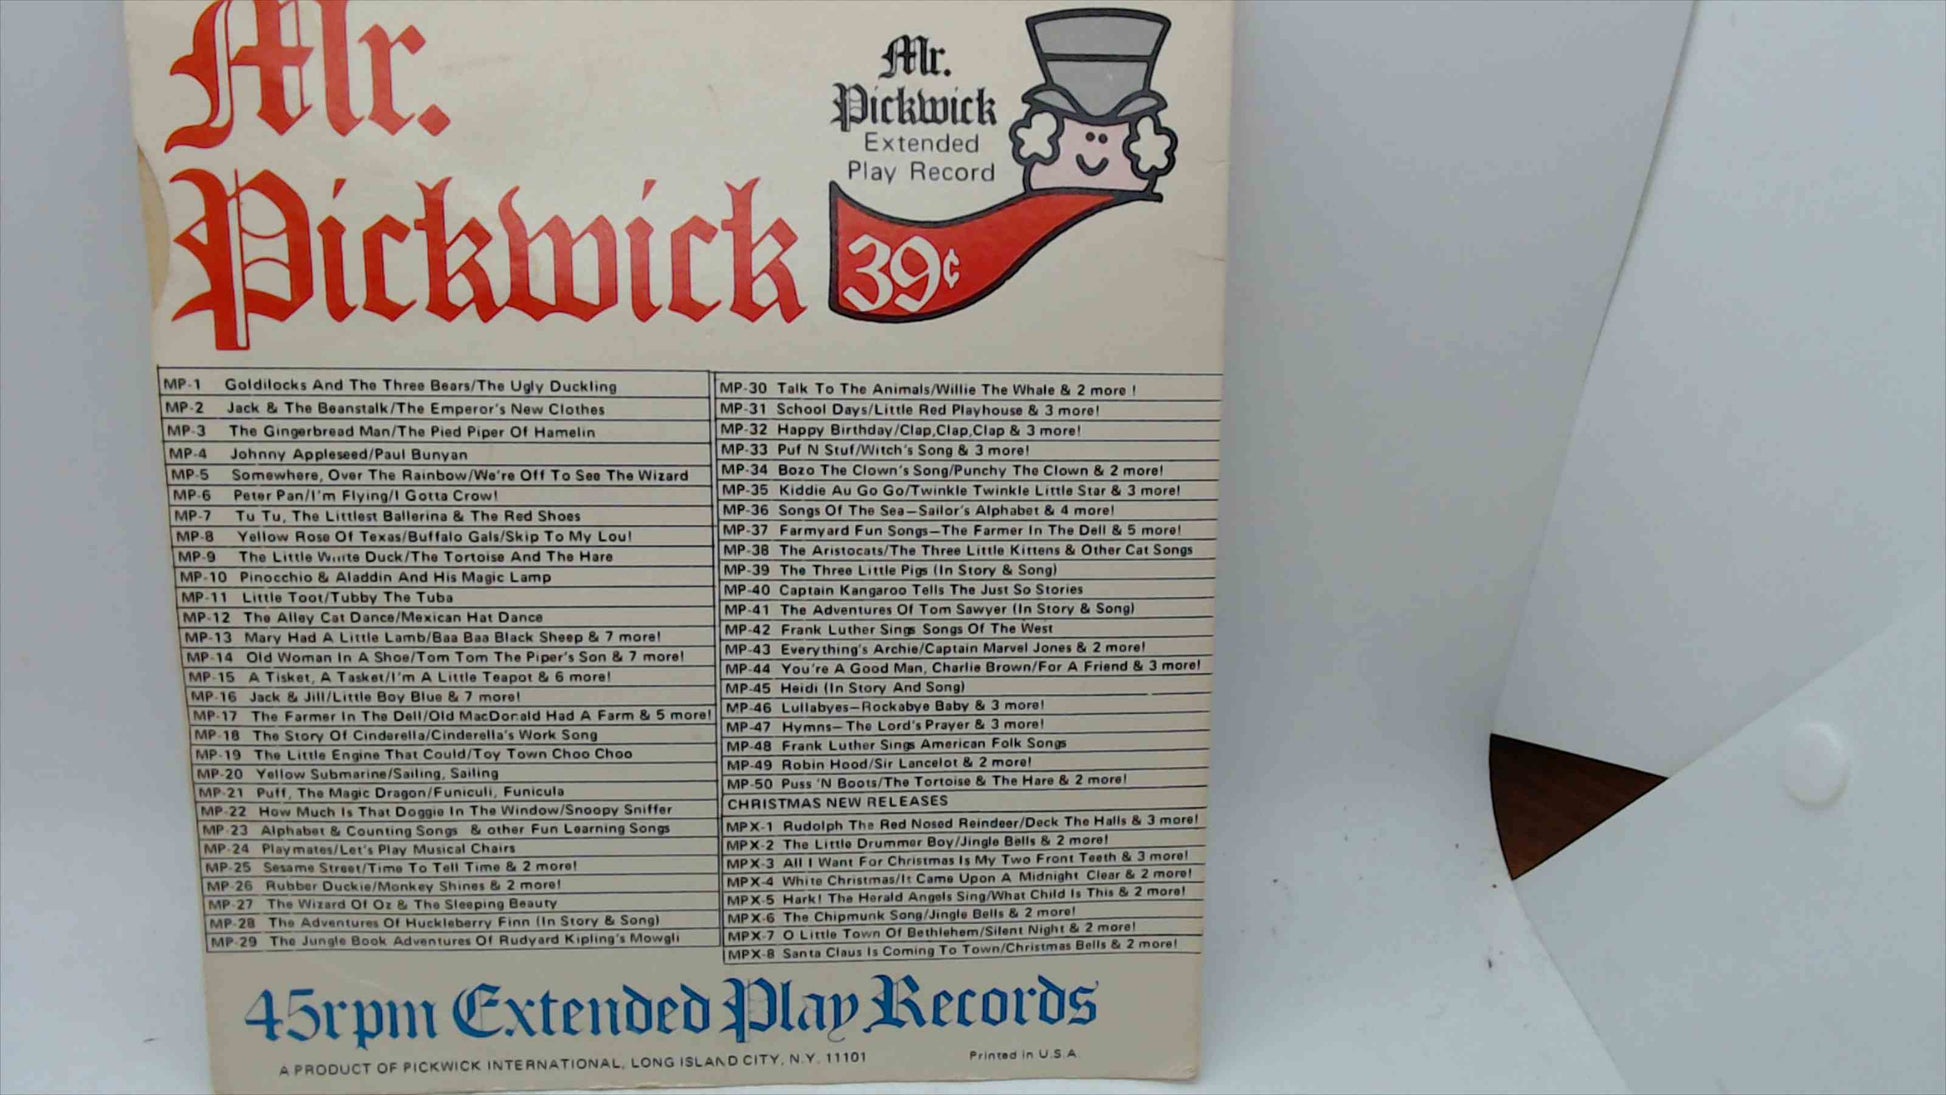 Mr.
Pickwick
Mr.
Pickwick
Extended
Play Record
39¢
MP-1 Goldilocks And The Three Bears/The Ugly Duckling
MP-2 Jack & The Beanstalk/The Emperor's New Clothes
MP-3 The Gingerbread Man/The Pied Piper Of Hamelin
MP-4 Johnny Appleseed/Paul Bunyan
MP-5 Somewhere, Over The Rainbow/We're Off To See The Wizard
MP-6 Peter Pan/I'm Flying/I Gotta Crow!
MP-7 Tu Tu, The Littlest Ballerina & The Red Shoes
MP-8 Yellow Rose Of Texas/Buffalo Gals/Skip To My Lou!
MP-9 The Little White Duck/The Tortoise And The Hare
MP-10 Pinocchio & Aladdin And His Magic Lamp
MP-11 Little Toot/Tubby The Tuba
MP-12 The Alley Cat Dance/Mexican Hat Dance
MP-13 Mary Had A Little Lamb/Baa Baa Black Sheep & 7 more!
MP-14 Old Woman In A Shoe/Tom Tom The Piper's Son & 7 more!
MP-15 A Tisket, A Tasket/I'm A Little Teapot & 6 more!
MP-16 Jack & Jill/Little Boy Blue & 7 more!
MP-17 The Farmer In The Dell/Old MacDonald Had A Farm & 5 more!
MP-18 The Story Of Cinderella/Cinderella's Work Song
MP-19 The Little Engine That Could/Toy Town Choo Choo
MP-20 Yellow Submarine/Sailing, Sailing
MP-21 Puff, The Magic Dragon/Funiculi, Funicula
MP-22 How Much Is That Doggie In The Window/Snoopy Sniffer
MP-23 Alphabet & Counting Songs & other Fun Learning Songs
MP-24 Playmates/Let's Play Musical Chairs
MP-25 Sesame Street/Time To Tell Time & 2 more!
MP-26 Rubber Duckie/Monkey Shines & 2 more!
MP-27 The Wizard Of Oz & The Sleeping Beauty
MP-28 The Adventures Of Huckleberry Finn (In Story & Song)
MP-29 The Jungle Book Adventures Of Rudyard Kipling's Mowgli
MP-30 Talk To The Animals/Willie The Whale & 2 more !
MP-31 School Days/Little Red Playhouse & 3 more!
MP-32 Happy Birthday/Clap,Clap,Clap & 3 more!
MP-33 Puf N Stuf/Witch's Song & 3 more!
MP-34 Bozo The Clown's Song/Punchy The Clown & 2 more!
MP-35 Kiddie Au Go Go/Twinkle Twinkle Little Star & 3 more!
MP-36 Songs Of The Sea—Sailor's Alphabet & 4 more!
MP-37 Farmyard Fun Songs—The Farmer In The Dell & 5 more!
MP-38 The Aristocats/The Three Little Kittens & Other Cat Songs
MP-39 The Three Little Pigs (In Story & Song)
MP-40 Captain Kangaroo Tells The Just So Stories
MP-41 The Adventures Of Tom Sawyer (In Story & Song)
MP-42 Frank Luther Sings Songs Of The West
MP-43 Everything's Archie/Captain Marvel Jones & 2 more!
MP-44 You're A Good Man, Charlie Brown/For A Friend & 3 more!
MP-45 Heidi (In Story And Song)
MP-46 Lullabyes—Rockabye Baby & 3 more!
MP-47 Hymns—The Lord's Prayer & 3 more!
MP-48 Frank Luther Sings American Folk Songs
MP-49 Robin Hood/Sir Lancelot & 2 more!
MP-50 Puss 'N Boots/The Tortoise & The Hare & 2 more!
CHRISTMAS NEW RELEASES
MPX-1 Rudolph The Red Nosed Reindeer/Deck The Halls & 3 more!
MPX-2 The Little Drummer Boy/Jingle Bells & 2 more!
MPX-3 All I Want For Christmas Is My Two Front Teeth & 3 more!
MPX-4 White Christmas/It Came Upon A Midnight Clear & 2 more!
MPX-5 Hark! The Herald Angels Sing/What Child Is This & 2 more!
MPX-6 The Chipmunk Song/Jingle Bells & 2 more!
MPX-7 O Little Town Of Bethlehem/Silent Night & 2 more!
MPX-8 Santa Claus Is Coming To Town/Christmas Bells & 2 more!
45rpm Extended Play Records
A PRODUCT OF PICKWICK INTERNATIONAL, LONG ISLAND CITY, N.Y. 11101
Printed in U.S.A